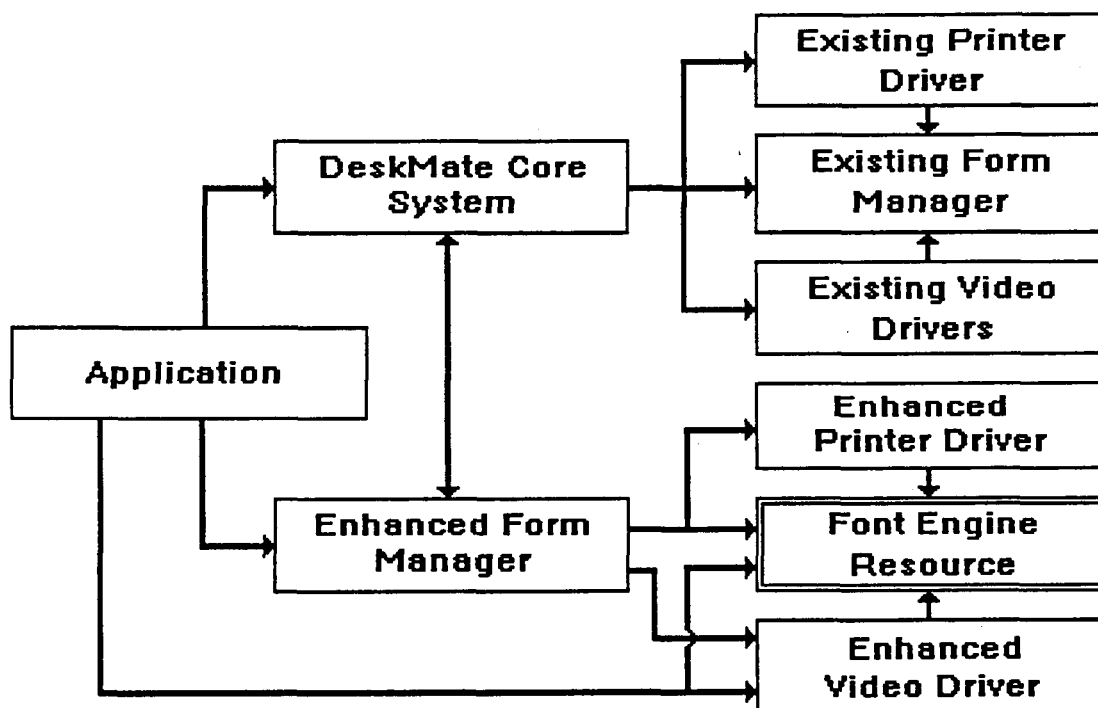 Existing Printer
Driver
DeskMate Core
System
Existing Form
Manager
Existing Video
Drivers
Application
Enhanced
Printer Driver
Enhanced Form
Manager
Font Engine
Resource
Enhanced
Video Driver